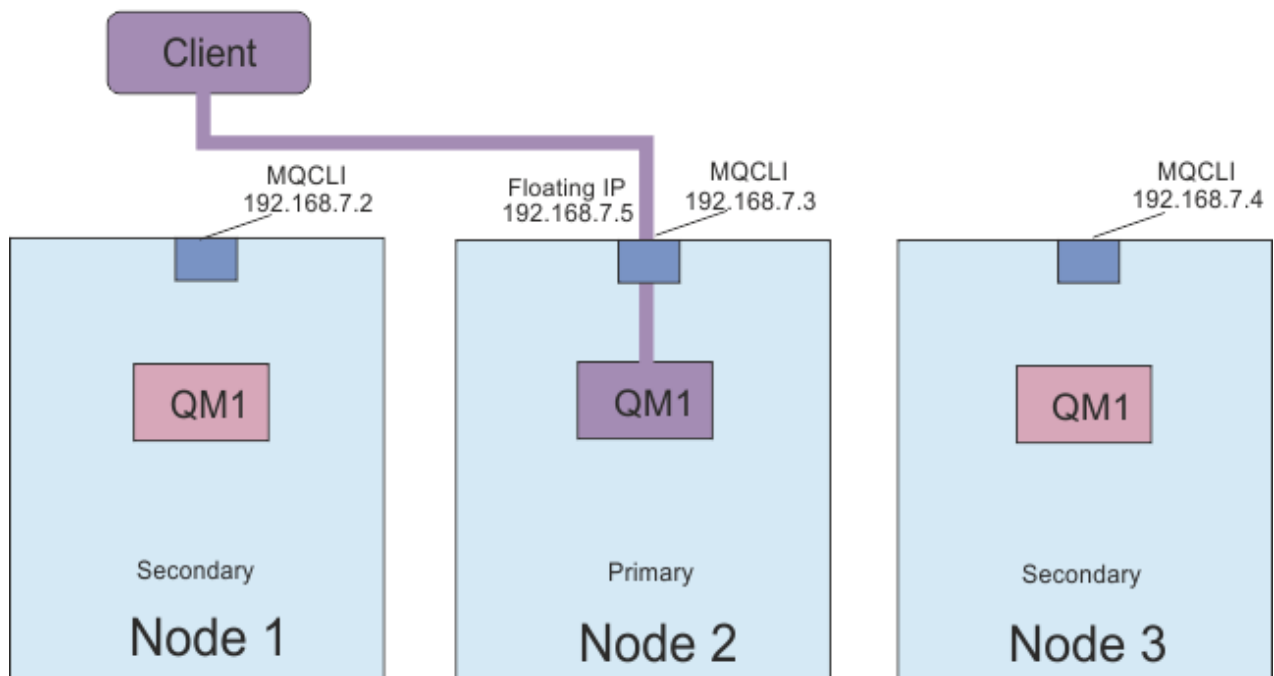 Client
MQCLI
192.168.7.2
Floating IP
192.168.7.5
MQCLI
192.168.7.3
MQCLI
192.168.7.4
QM1
QM1
QM1
Secondary
Primary
Secondary
Node 1
Node 2
Node 3